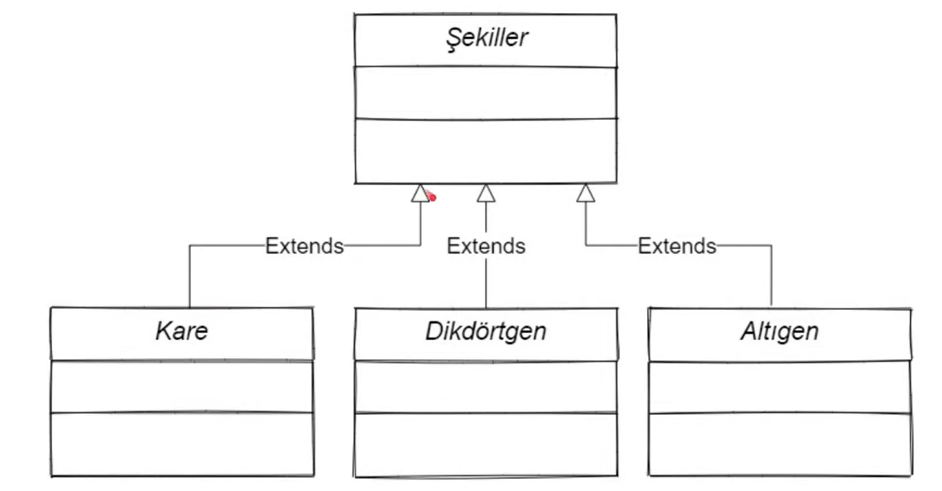 Şekiller
Extends
Extends
Extends
Kare
Dikdörtgen
Altıgen